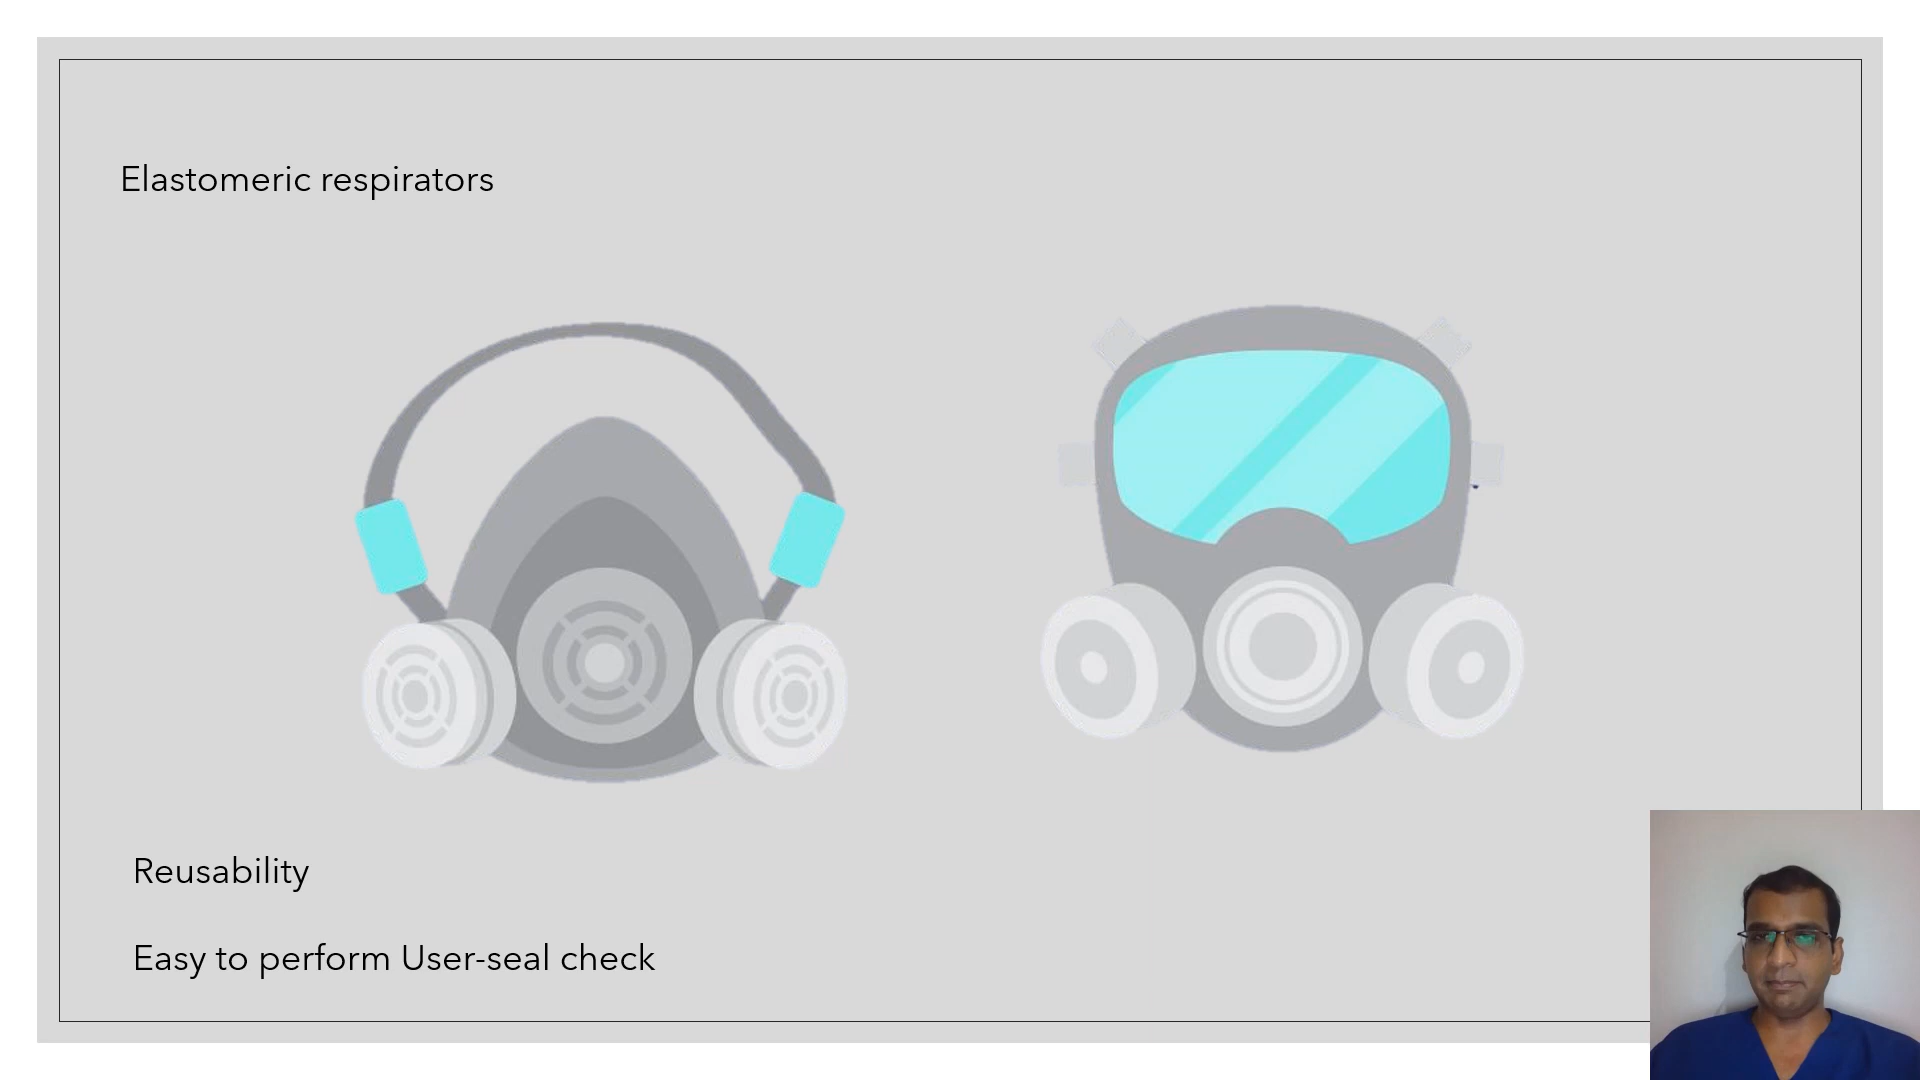 Elastomeric respirators
Reusability
Easy to perform User-seal check